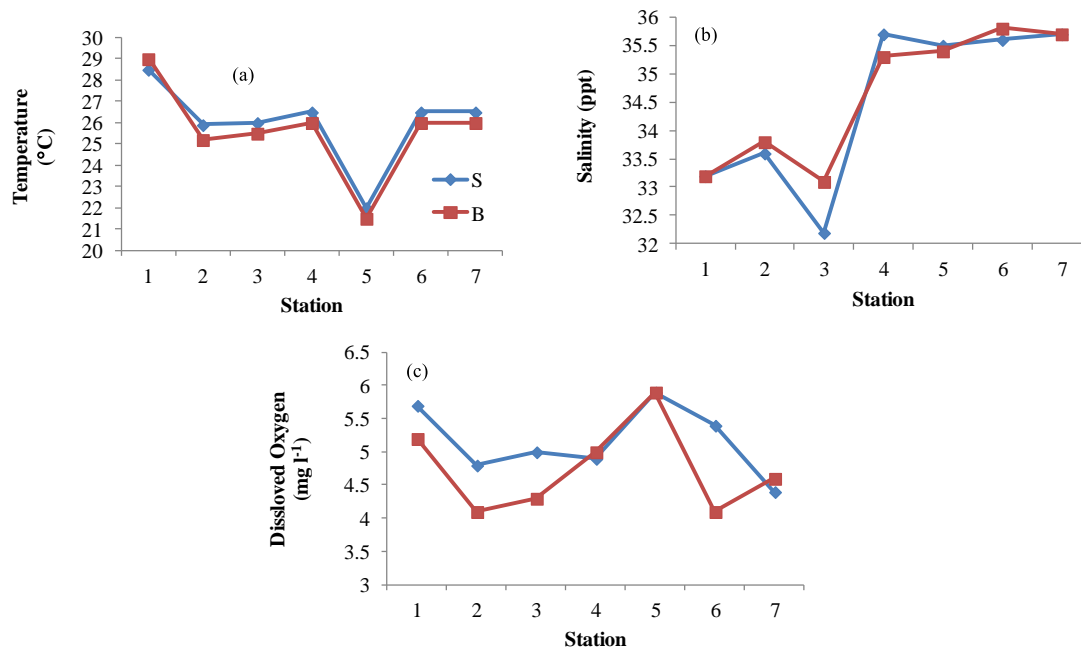 (a)
Temperature
(°C)
30
29
28
27
26
25
24
23
22
21
20
1 2 3 4 5 6 7
Station
S
B
(b)
Salinity (ppt)
36
35.5
35
34.5
34
33.5
33
32.5
32
1 2 3 4 5 6 7
Station
(c)
Dissloved Oxygen
(mg l-1)
6.5
6
5.5
5
4.5
4
3.5
3
1 2 3 4 5 6 7
Station